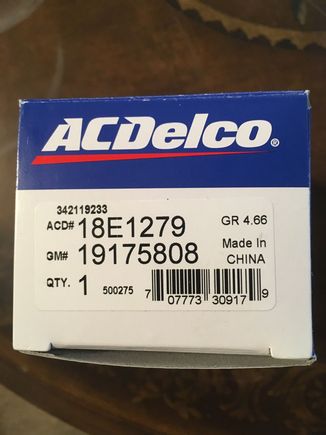 ACDelco®
342119233
ACD# 18E1279 GR 4.66
GM# 19175808 Made In
CHINA
QTY. 1 500275
7 07773 30917 9